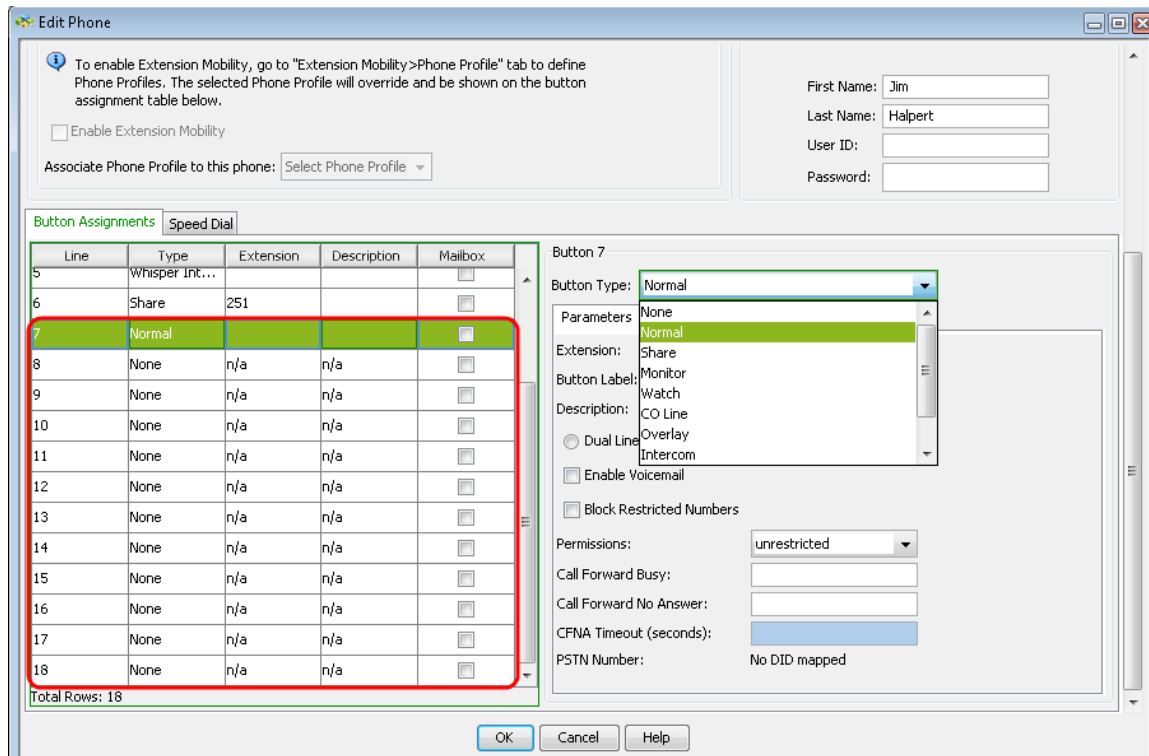 Edit Phone
To enable Extension Mobility, go to "Extension Mobility>Phone Profile" tab to define
Phone Profiles. The selected Phone Profile will override and be shown on the button
assignment table below.
Enable Extension Mobility
Associate Phone Profile to this phone: Select Phone Profile
First Name: Jim
Last Name: Halpert
User ID:
Password:
Button Assignments Speed Dial
Line Type Extension Description Mailbox
5 Whisper Int...
6 Share 251
7 Normal
8 None n/a n/a
9 None n/a n/a
10 None n/a n/a
11 None n/a n/a
12 None n/a n/a
13 None n/a n/a
14 None n/a n/a
15 None n/a n/a
16 None n/a n/a
17 None n/a n/a
18 None n/a n/a
Total Rows: 18
Button 7
Button Type: Normal
None
Normal
Share
Monitor
Watch
CO Line
Overlay
Intercom
Parameters
Extension:
Button Label:
Description:
Dual Line
Enable Voicemail
Block Restricted Numbers
Permissions: unrestricted
Call Forward Busy:
Call Forward No Answer:
CFNA Timeout (seconds):
PSTN Number: No DID mapped
OK Cancel Help